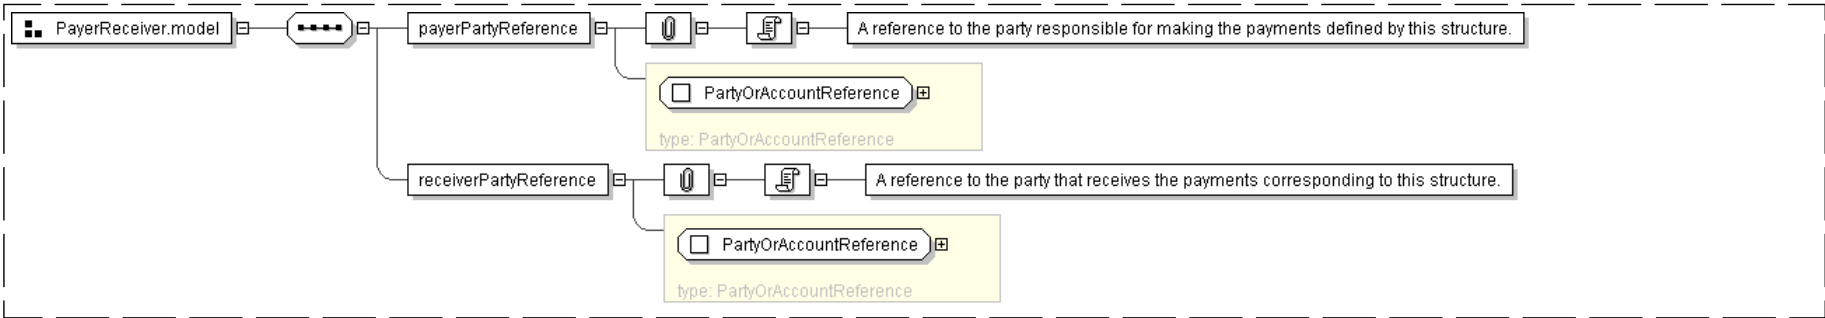 PayerReceiver.model
payerPartyReference
A reference to the party responsible for making the payments defined by this structure.
PartyOrAccountReference
type: PartyOrAccountReference
receiverPartyReference
A reference to the party that receives the payments corresponding to this structure.
PartyOrAccountReference
type: PartyOrAccountReference